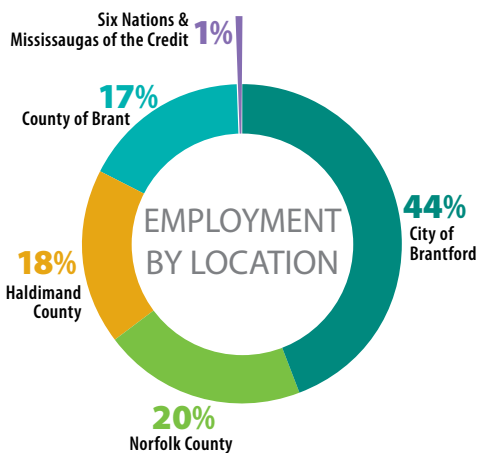 Six Nations &
Mississaugas of the Credit
1%
17%
County of Brant
44%
City of
Brantford
EMPLOYMENT
BY LOCATION
18%
Haldimand
County
20%
Norfolk County